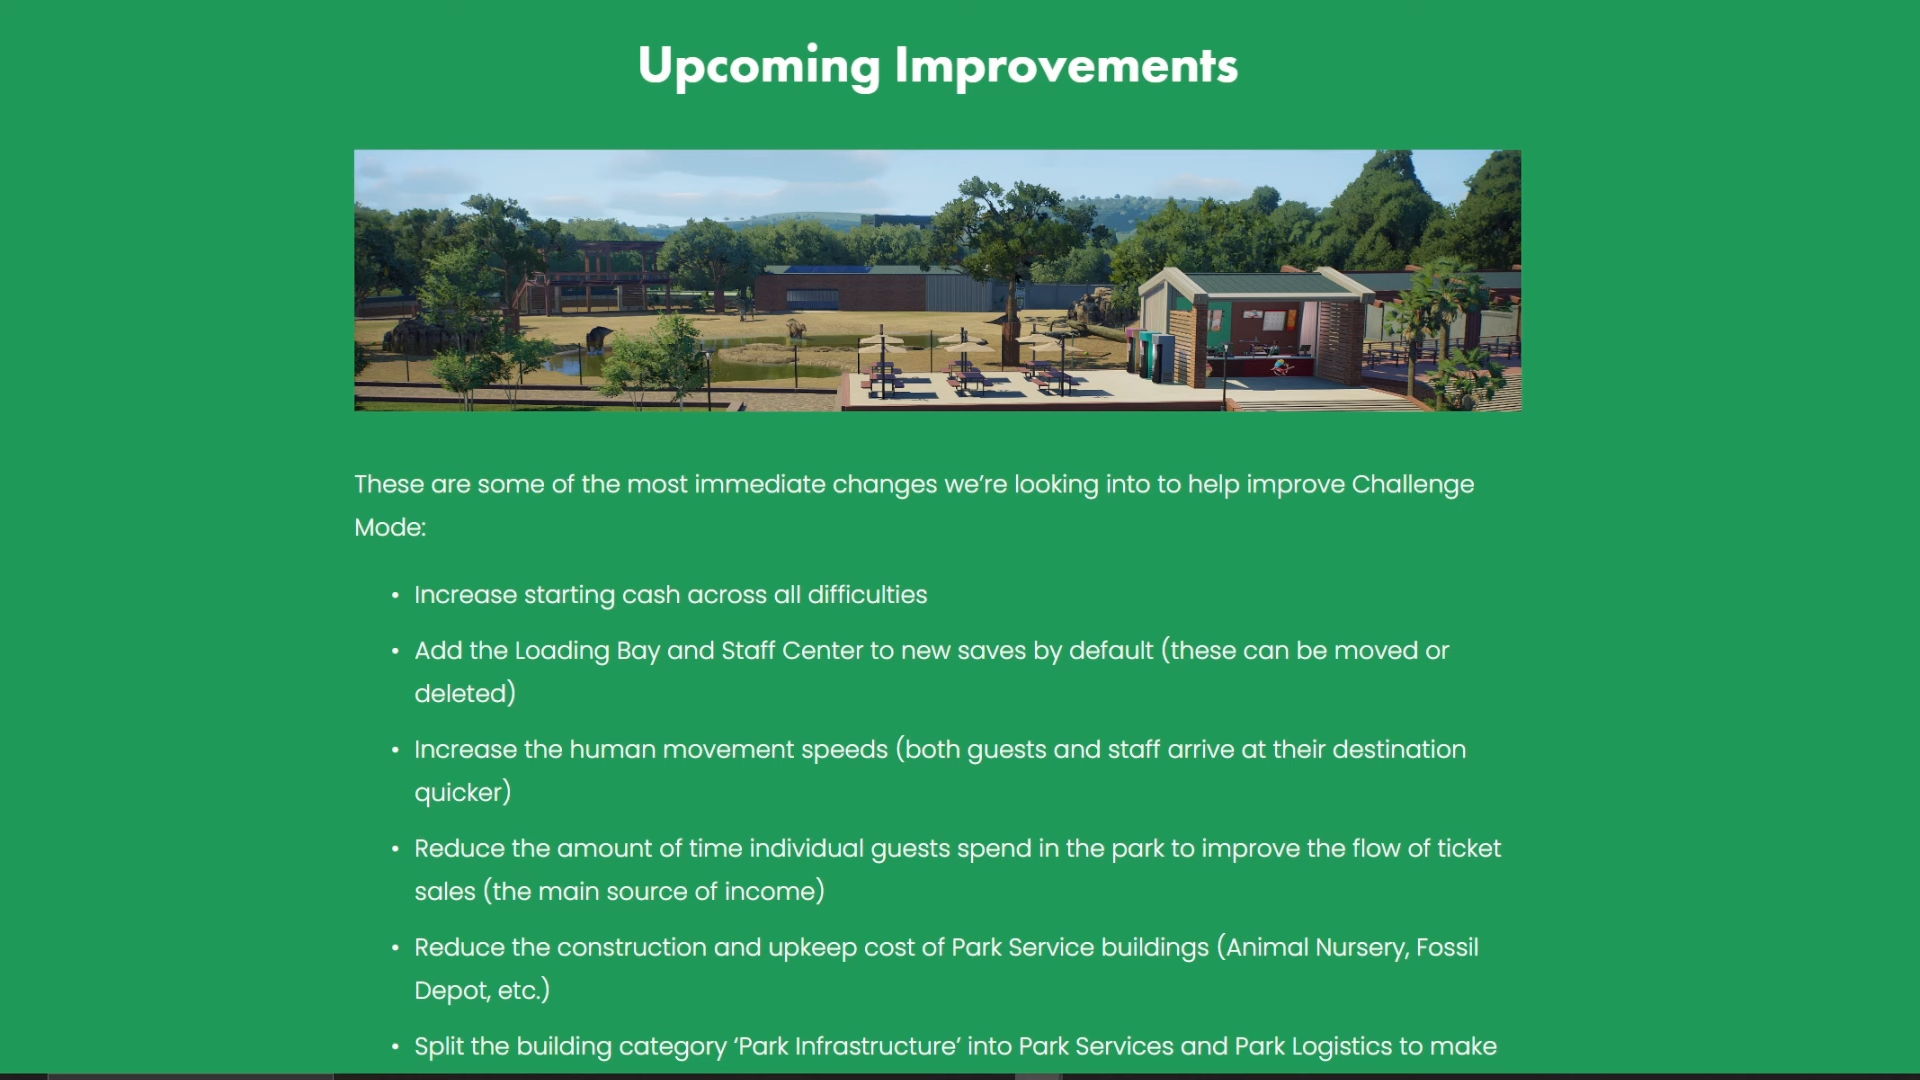 Upcoming Improvements
These are some of the most immediate changes we’re looking into to help improve Challenge
Mode:
• Increase starting cash across all difficulties
• Add the Loading Bay and Staff Center to new saves by default (these can be moved or
deleted)
• Increase the human movement speeds (both guests and staff arrive at their destination
quicker)
• Reduce the amount of time individual guests spend in the park to improve the flow of ticket
sales (the main source of income)
• Reduce the construction and upkeep cost of Park Service buildings (Animal Nursery, Fossil
Depot, etc.)
• Split the building category ‘Park Infrastructure’ into Park Services and Park Logistics to make